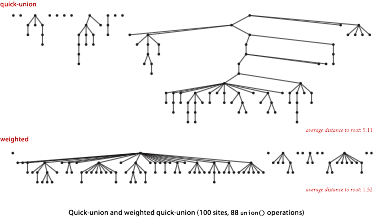 quick-union
average distance to root: 5.11
weighted
average distance to root: 1.52
Quick-union and weighted quick-union (100 sites, 88 union() operations)